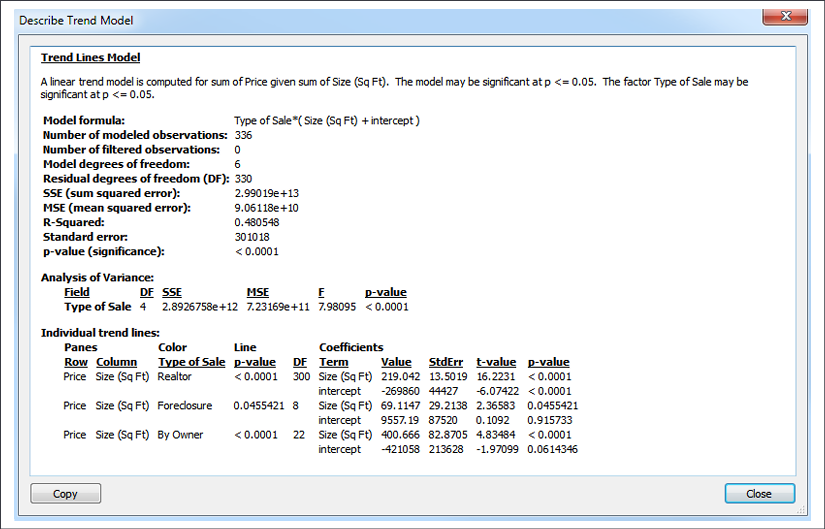 Describe Trend Model
Trend Lines Model
A linear trend model is computed for sum of Price given sum of Size (Sq Ft). The model may be significant at p <= 0.05. The factor Type of Sale may be
significant at p <= 0.05.
Model formula: Type of Sale*( Size (Sq Ft) + intercept )
Number of modeled observations: 336
Number of filtered observations: 0
Model degrees of freedom: 6
Residual degrees of freedom (DF): 330
SSE (sum squared error): 2.99019e+13
MSE (mean squared error): 9.06118e+10
R-Squared: 0.480548
Standard error: 301018
p-value (significance): < 0.0001
Analysis of Variance:
Field DF SSE MSE F p-value
Type of Sale 4 2.8926758e+12 7.23169e+11 7.98095 < 0.0001
Individual trend lines:
Panes Color Line Coefficients
Row Column Type of Sale p-value DF Term Value StdErr t-value p-value
Price Size (Sq Ft) Realtor < 0.0001 300 Size (Sq Ft) 219.042 13.5019 16.2231 < 0.0001
intercept -269860 44427 -6.07422 < 0.0001
Price Size (Sq Ft) Foreclosure 0.0455421 8 Size (Sq Ft) 69.1147 29.2138 2.36583 0.0455421
intercept 9557.19 87520 0.1092 0.915733
Price Size (Sq Ft) By Owner < 0.0001 22 Size (Sq Ft) 400.666 82.8705 4.83484 < 0.0001
intercept -421058 213628 -1.97099 0.0614346
Copy
Close